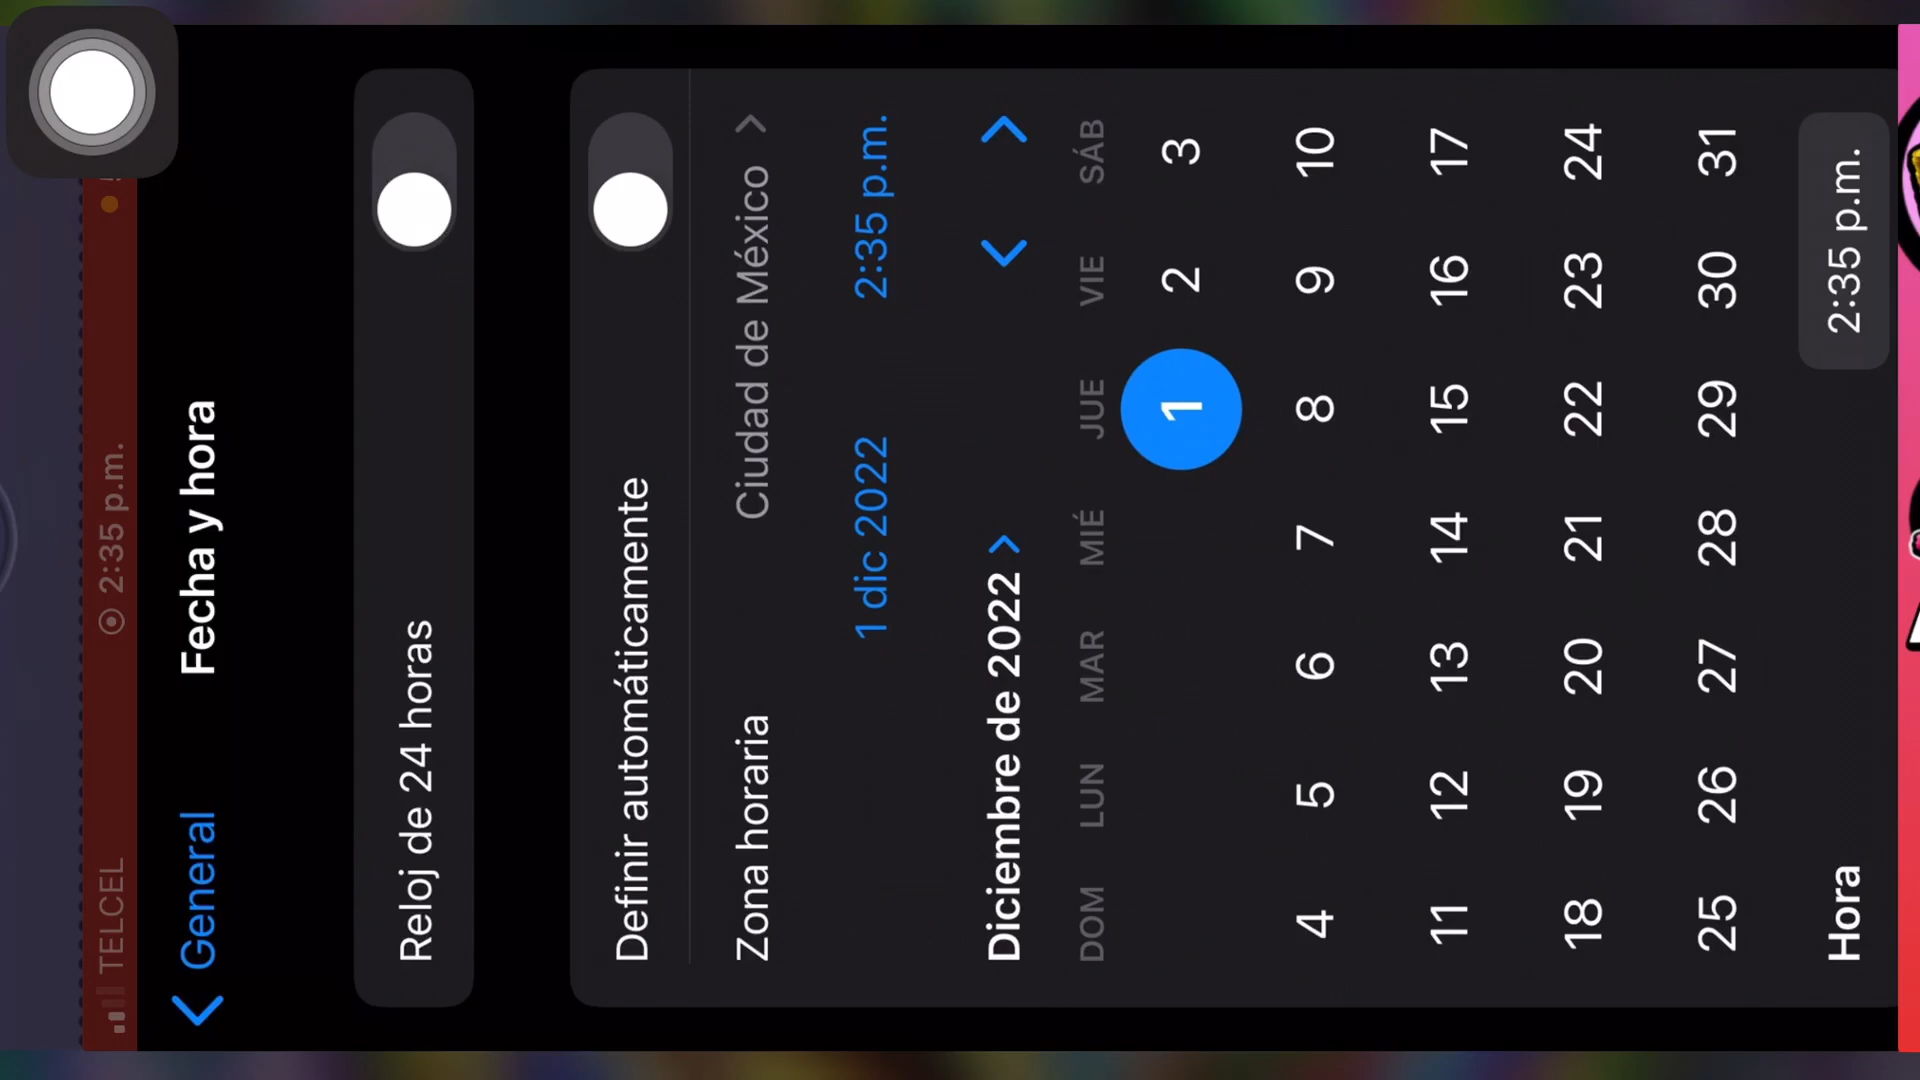 TELCEL 2:35 p.m.
General Fecha y hora
Reloj de 24 horas
Definir automáticamente
Zona horaria Ciudad de México
1 dic 2022 2:35 p.m.
Diciembre de 2022
DOM LUN MAR MIÉ JUE VIE SÁB
1 2 3
4 5 6 7 8 9 10
11 12 13 14 15 16 17
18 19 20 21 22 23 24
25 26 27 28 29 30 31
Hora 2:35 p.m.